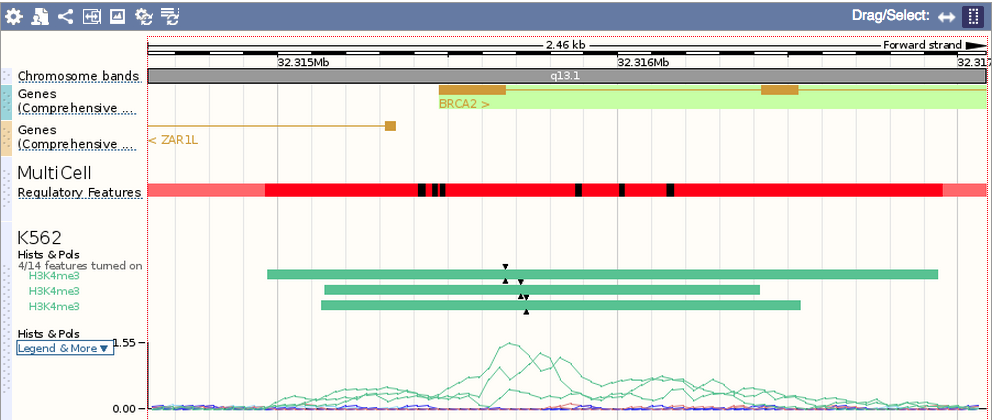 Drag/Select:
2.46 kb
Forward strand
32.315Mb
32.316Mb
Chromosome bands
q13.1
Genes
(Comprehensive ...
BRCA2 >
Genes
(Comprehensive ...
< ZAR1L
MultiCell
Regulatory Features
K562
Hists & Pols
4/14 features turned on
H3K4me3
H3K4me3
H3K4me3
Hists & Pols
Legend & More ▼
1.55
0.00